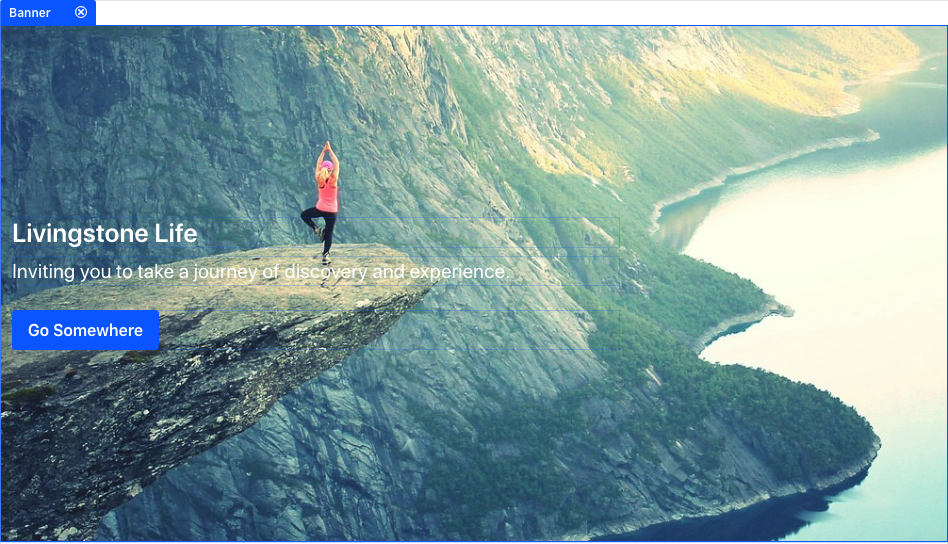 Banner
Livingstone Life
Inviting you to take a journey of discovery and experience.
Go Somewhere